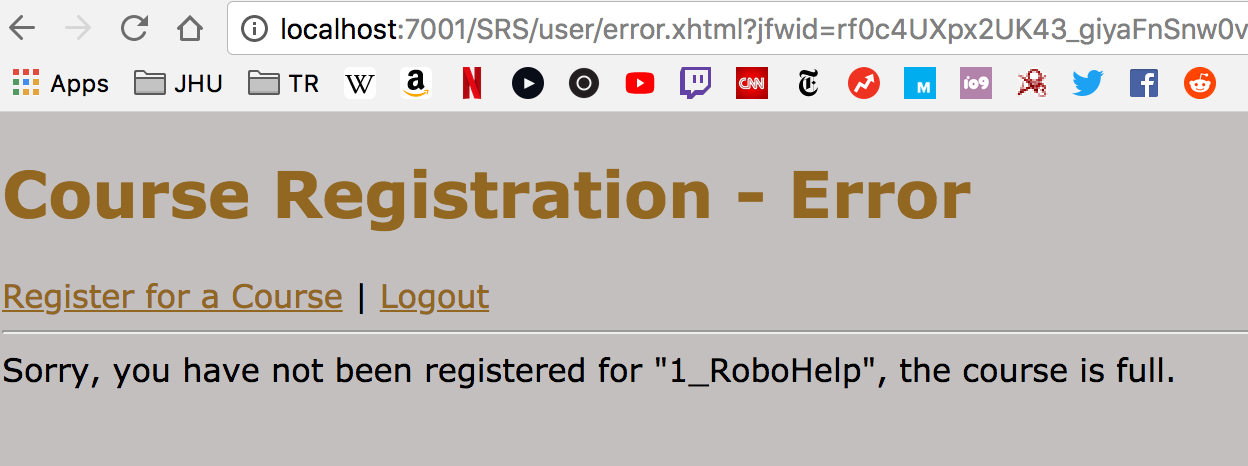 localhost:7001/SRS/user/error.xhtml?jfwid=rf0c4UXpx2UK43_giyaFnSnw0v
Apps JHU TR W a N CNN T M io9 f
Course Registration - Error
Register for a Course | Logout
Sorry, you have not been registered for "1_RoboHelp", the course is full.